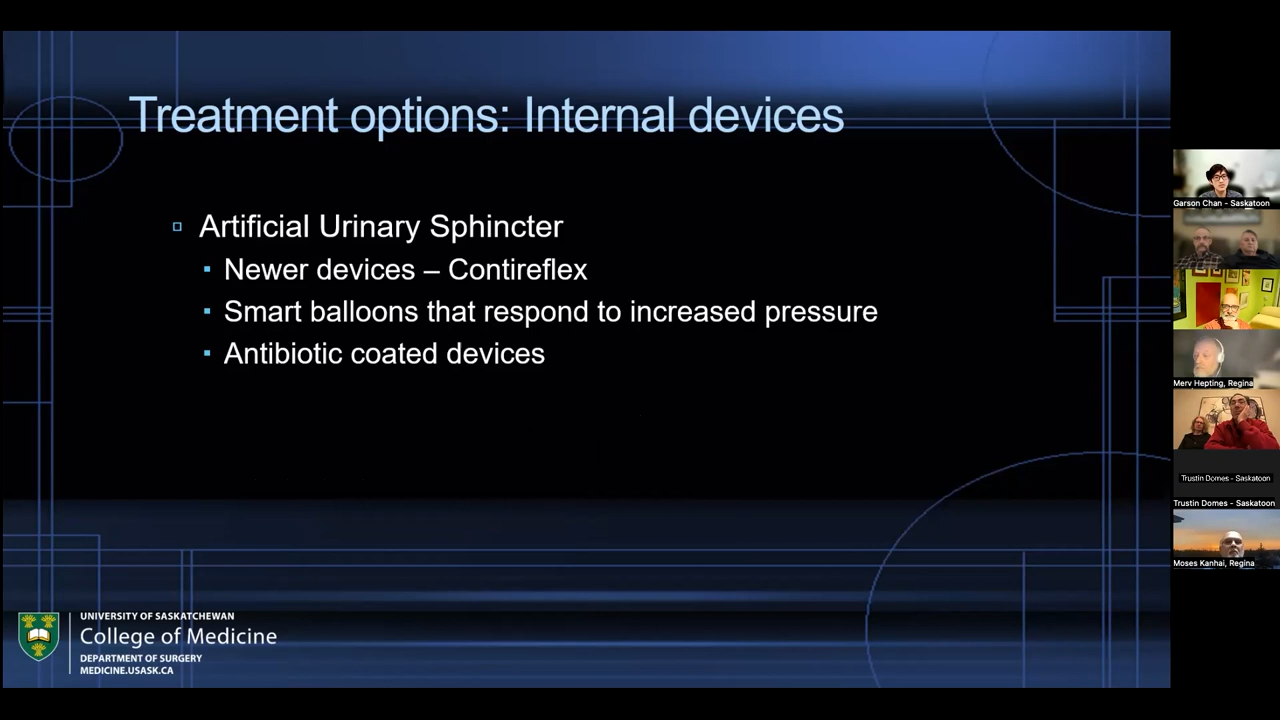 Treatment options: Internal devices
Artificial Urinary Sphincter
Newer devices – Contireflex
Smart balloons that respond to increased pressure
Antibiotic coated devices
UNIVERSITY OF SASKATCHEWAN
College of Medicine
DEPARTMENT OF SURGERY
MEDICINE.USASK.CA
Garson Chan - Saskatoon
Merv Hepting, Regina
Trustin Domes - Saskatoon
Trustin Domes - Saskatoon
Moses Kanhai, Regina